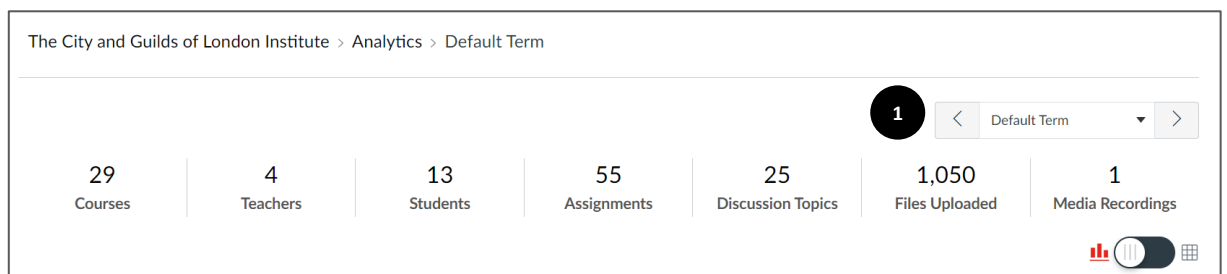 The City and Guilds of London Institute > Analytics > Default Term
1
Default Term
29 4 13 55 25 1,050 1
Courses Teachers Students Assignments Discussion Topics Files Uploaded Media Recordings